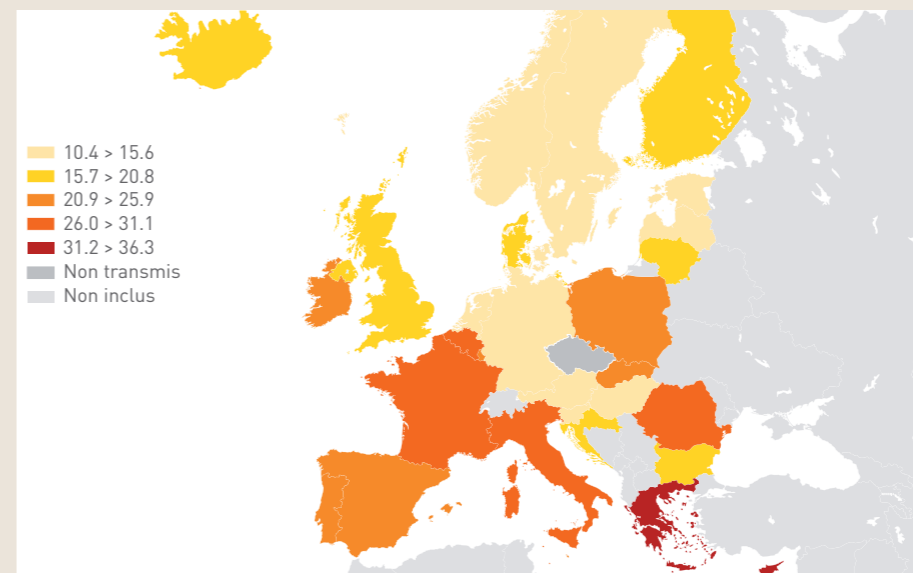 10.4 > 15.6
15.7 > 20.8
20.9 > 25.9
26.0 > 31.1
31.2 > 36.3
Non transmis
Non inclus